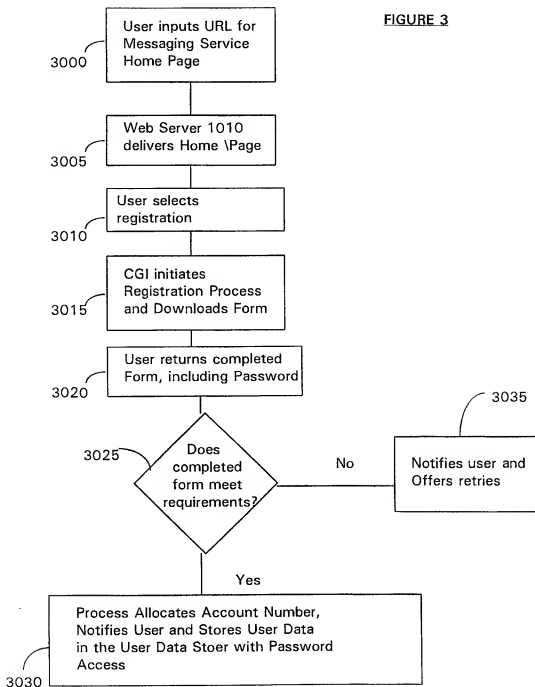 FIGURE 3
User inputs URL for
Messaging Service
Home Page
3000
Web Server 1010
delivers Home \Page
3005
User selects
registration
3010
CGI initiates
Registration Process
and Downloads Form
3015
User returns completed
Form, including Password
3020
Does
completed
form meet
requirements?
3025
No
3035
Notifies user and
Offers retries
Yes
Process Allocates Account Number,
Notifies User and Stores User Data
in the User Data Stoer with Password
Access
3030